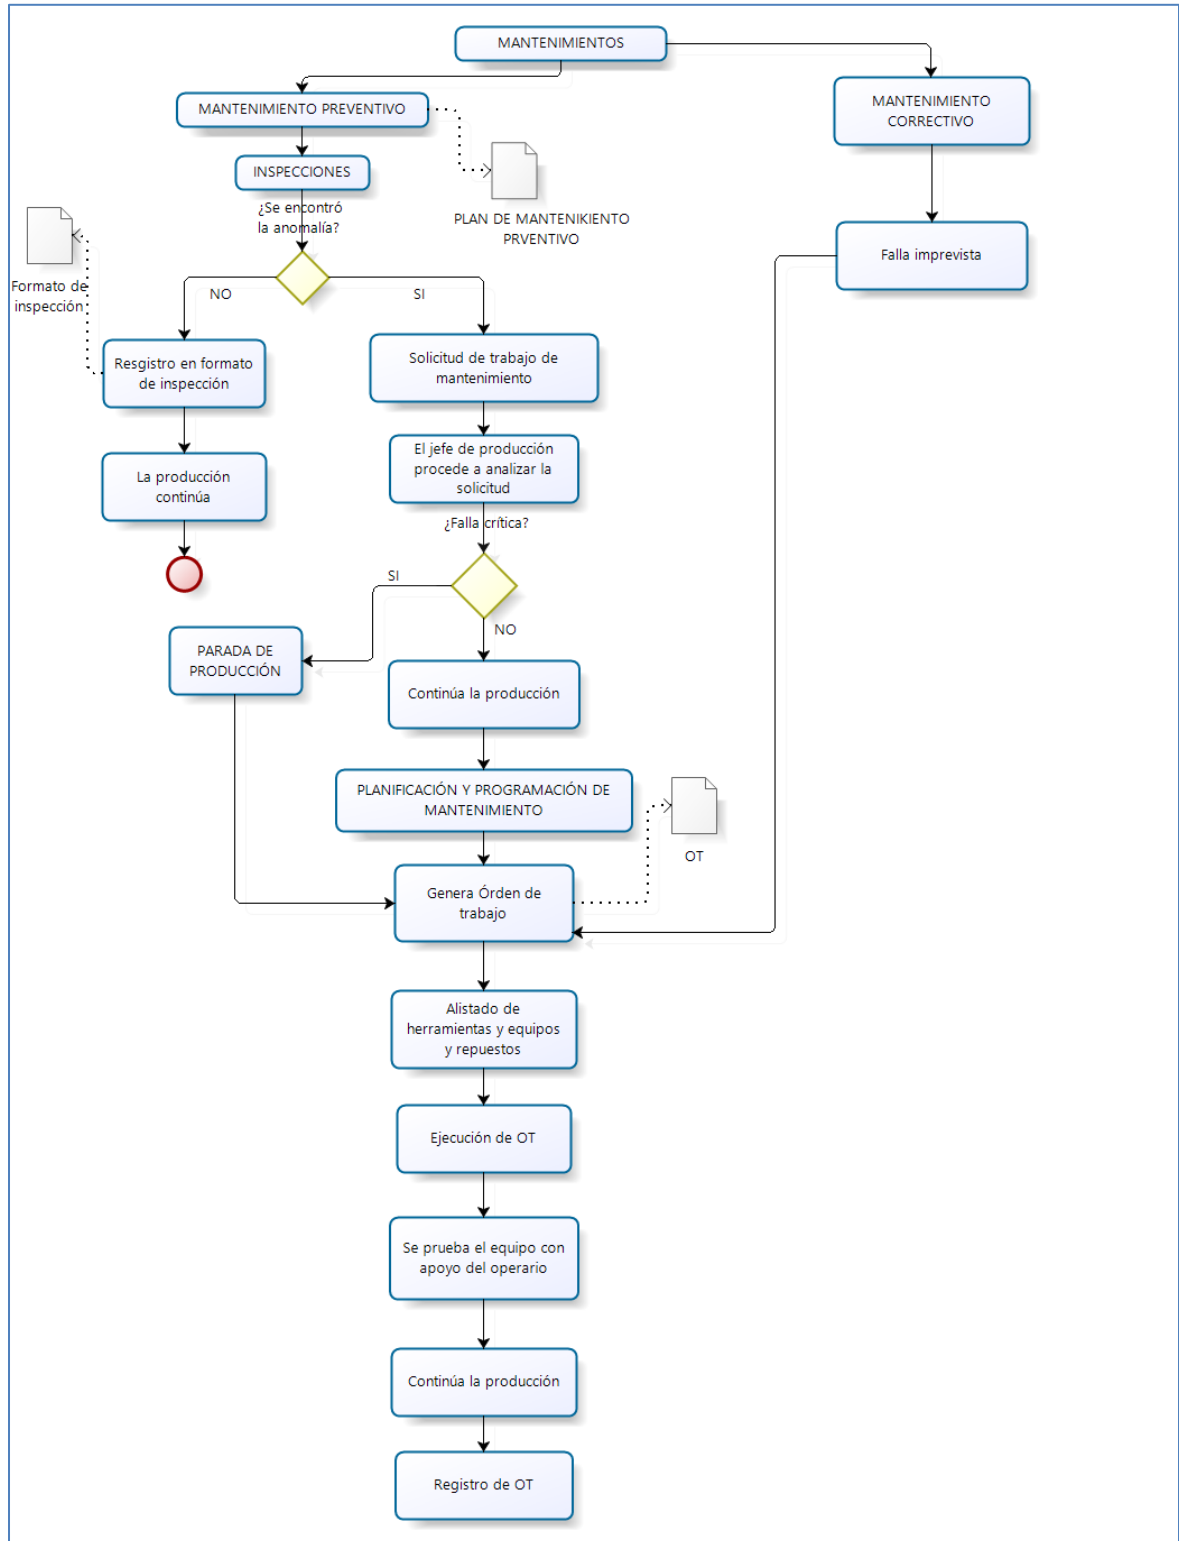 MANTENIMIENTOS
MANTENIMIENTO PREVENTIVO
MANTENIMIENTO
CORRECTIVO
INSPECCIONES
¿Se encontró
la anomalía?
PLAN DE MANTENIKIENTO
PRVENTIVO
Falla imprevista
Formato de
inspección
NO
SI
Resgistro en formato
de inspección
Solicitud de trabajo de
mantenimiento
La producción
continúa
El jefe de producción
procede a analizar la
solicitud
¿Falla crítica?
SI
NO
PARADA DE
PRODUCCIÓN
Continúa la producción
PLANIFICACIÓN Y PROGRAMACIÓN DE
MANTENIMIENTO
OT
Genera Órden de
trabajo
Alistado de
herramientas y equipos
y repuestos
Ejecución de OT
Se prueba el equipo con
apoyo del operario
Continúa la producción
Registro de OT